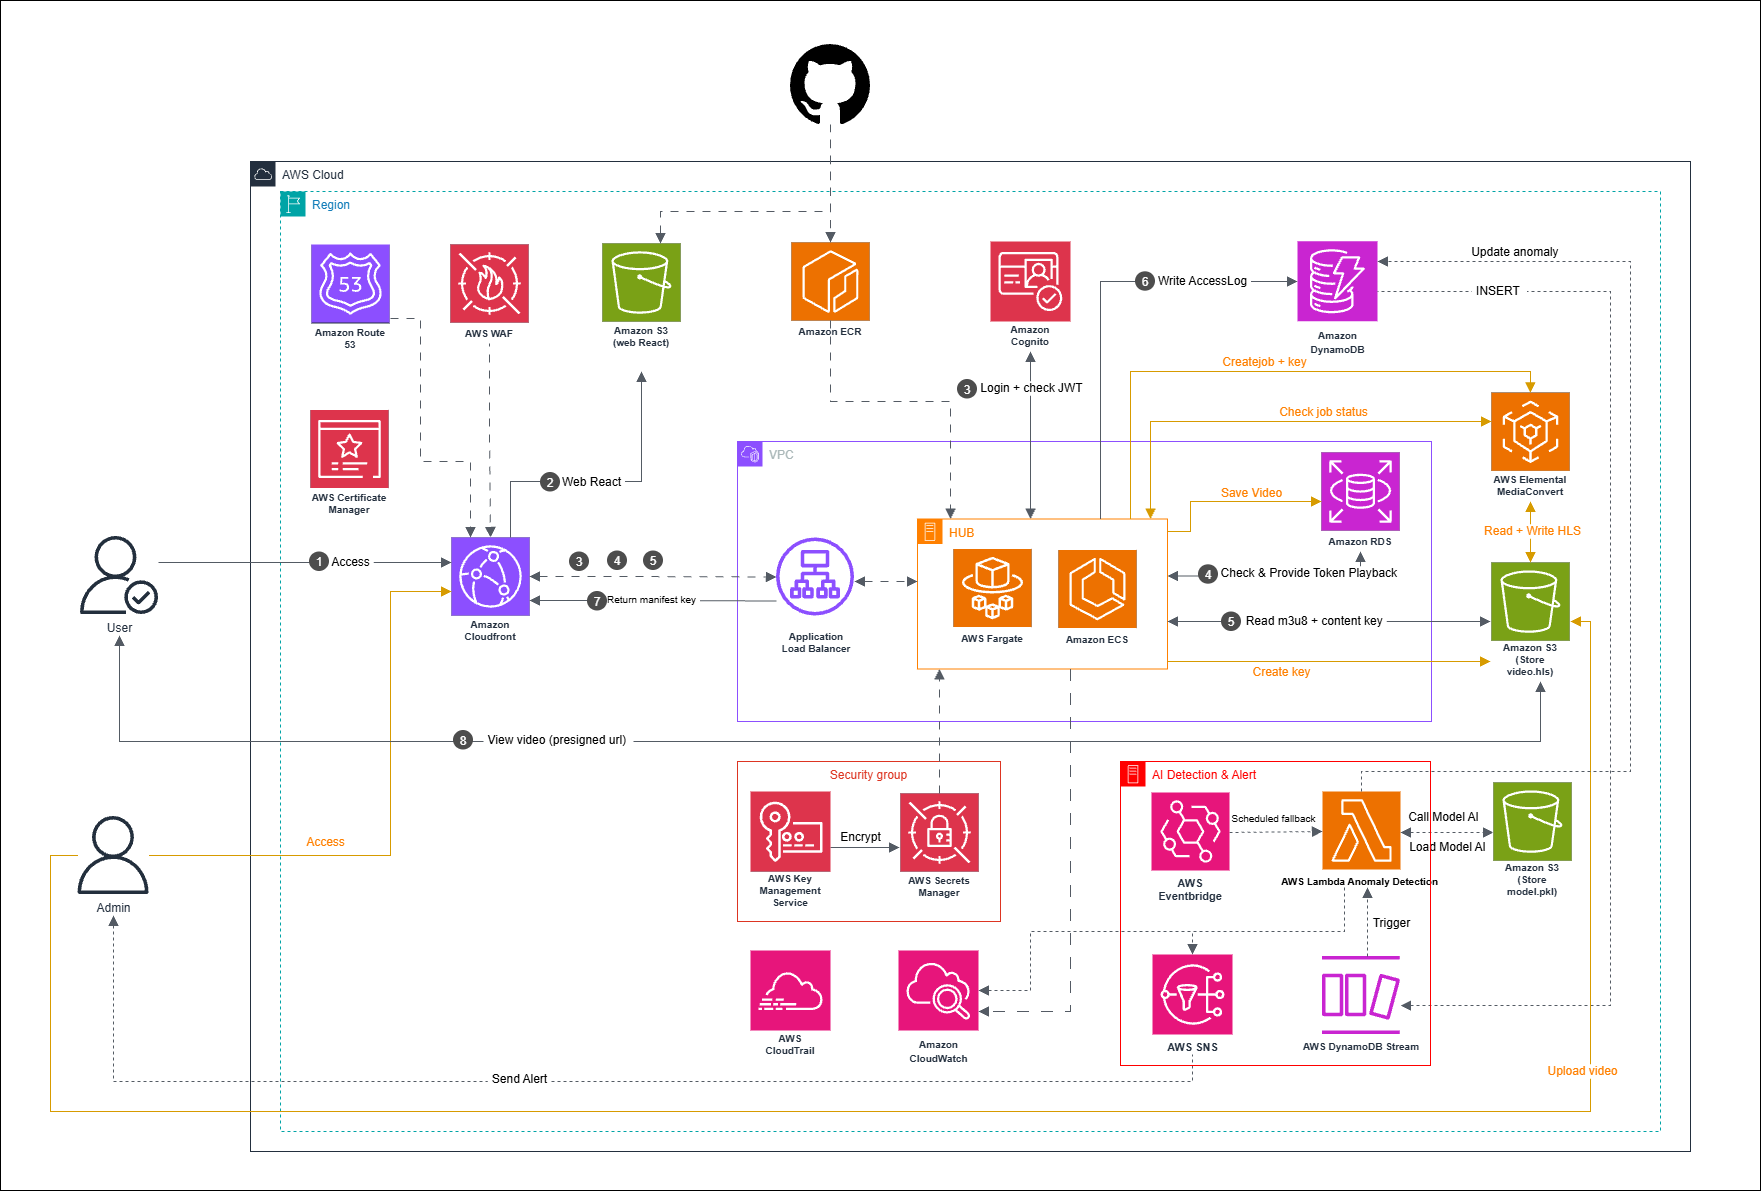 AWS Cloud
Region
53
Amazon Route
53
AWS WAF
Amazon S3
(web React)
Amazon ECR
Amazon
Cognito
6 Write AccessLog
Amazon
DynamoDB
Update anomaly
INSERT
Createjob + key
3 Login + check JWT
Check job status
AWS Certificate
Manager
2 Web React
VPC
AWS Elemental
MediaConvert
Save Video
Amazon RDS
Read + Write HLS
HUB
1 Access
3 4 5
4 Check & Provide Token Playback
User
Amazon
Cloudfront
7 Return manifest key
Application
Load Balancer
AWS Fargate
Amazon ECS
5 Read m3u8 + content key
Amazon S3
(Store
video.hls)
Create key
8 View video (presigned url)
Security group
AI Detection & Alert
Access
Encrypt
Scheduled fallback
Call Model AI
Load Model AI
Admin
AWS Key
Management
Service
AWS Secrets
Manager
AWS
Eventbridge
AWS Lambda Anomaly Detection
Amazon S3
(Store
model.pkl)
Trigger
AWS
CloudTrail
Amazon
CloudWatch
AWS SNS
AWS DynamoDB Stream
Send Alert
Upload video